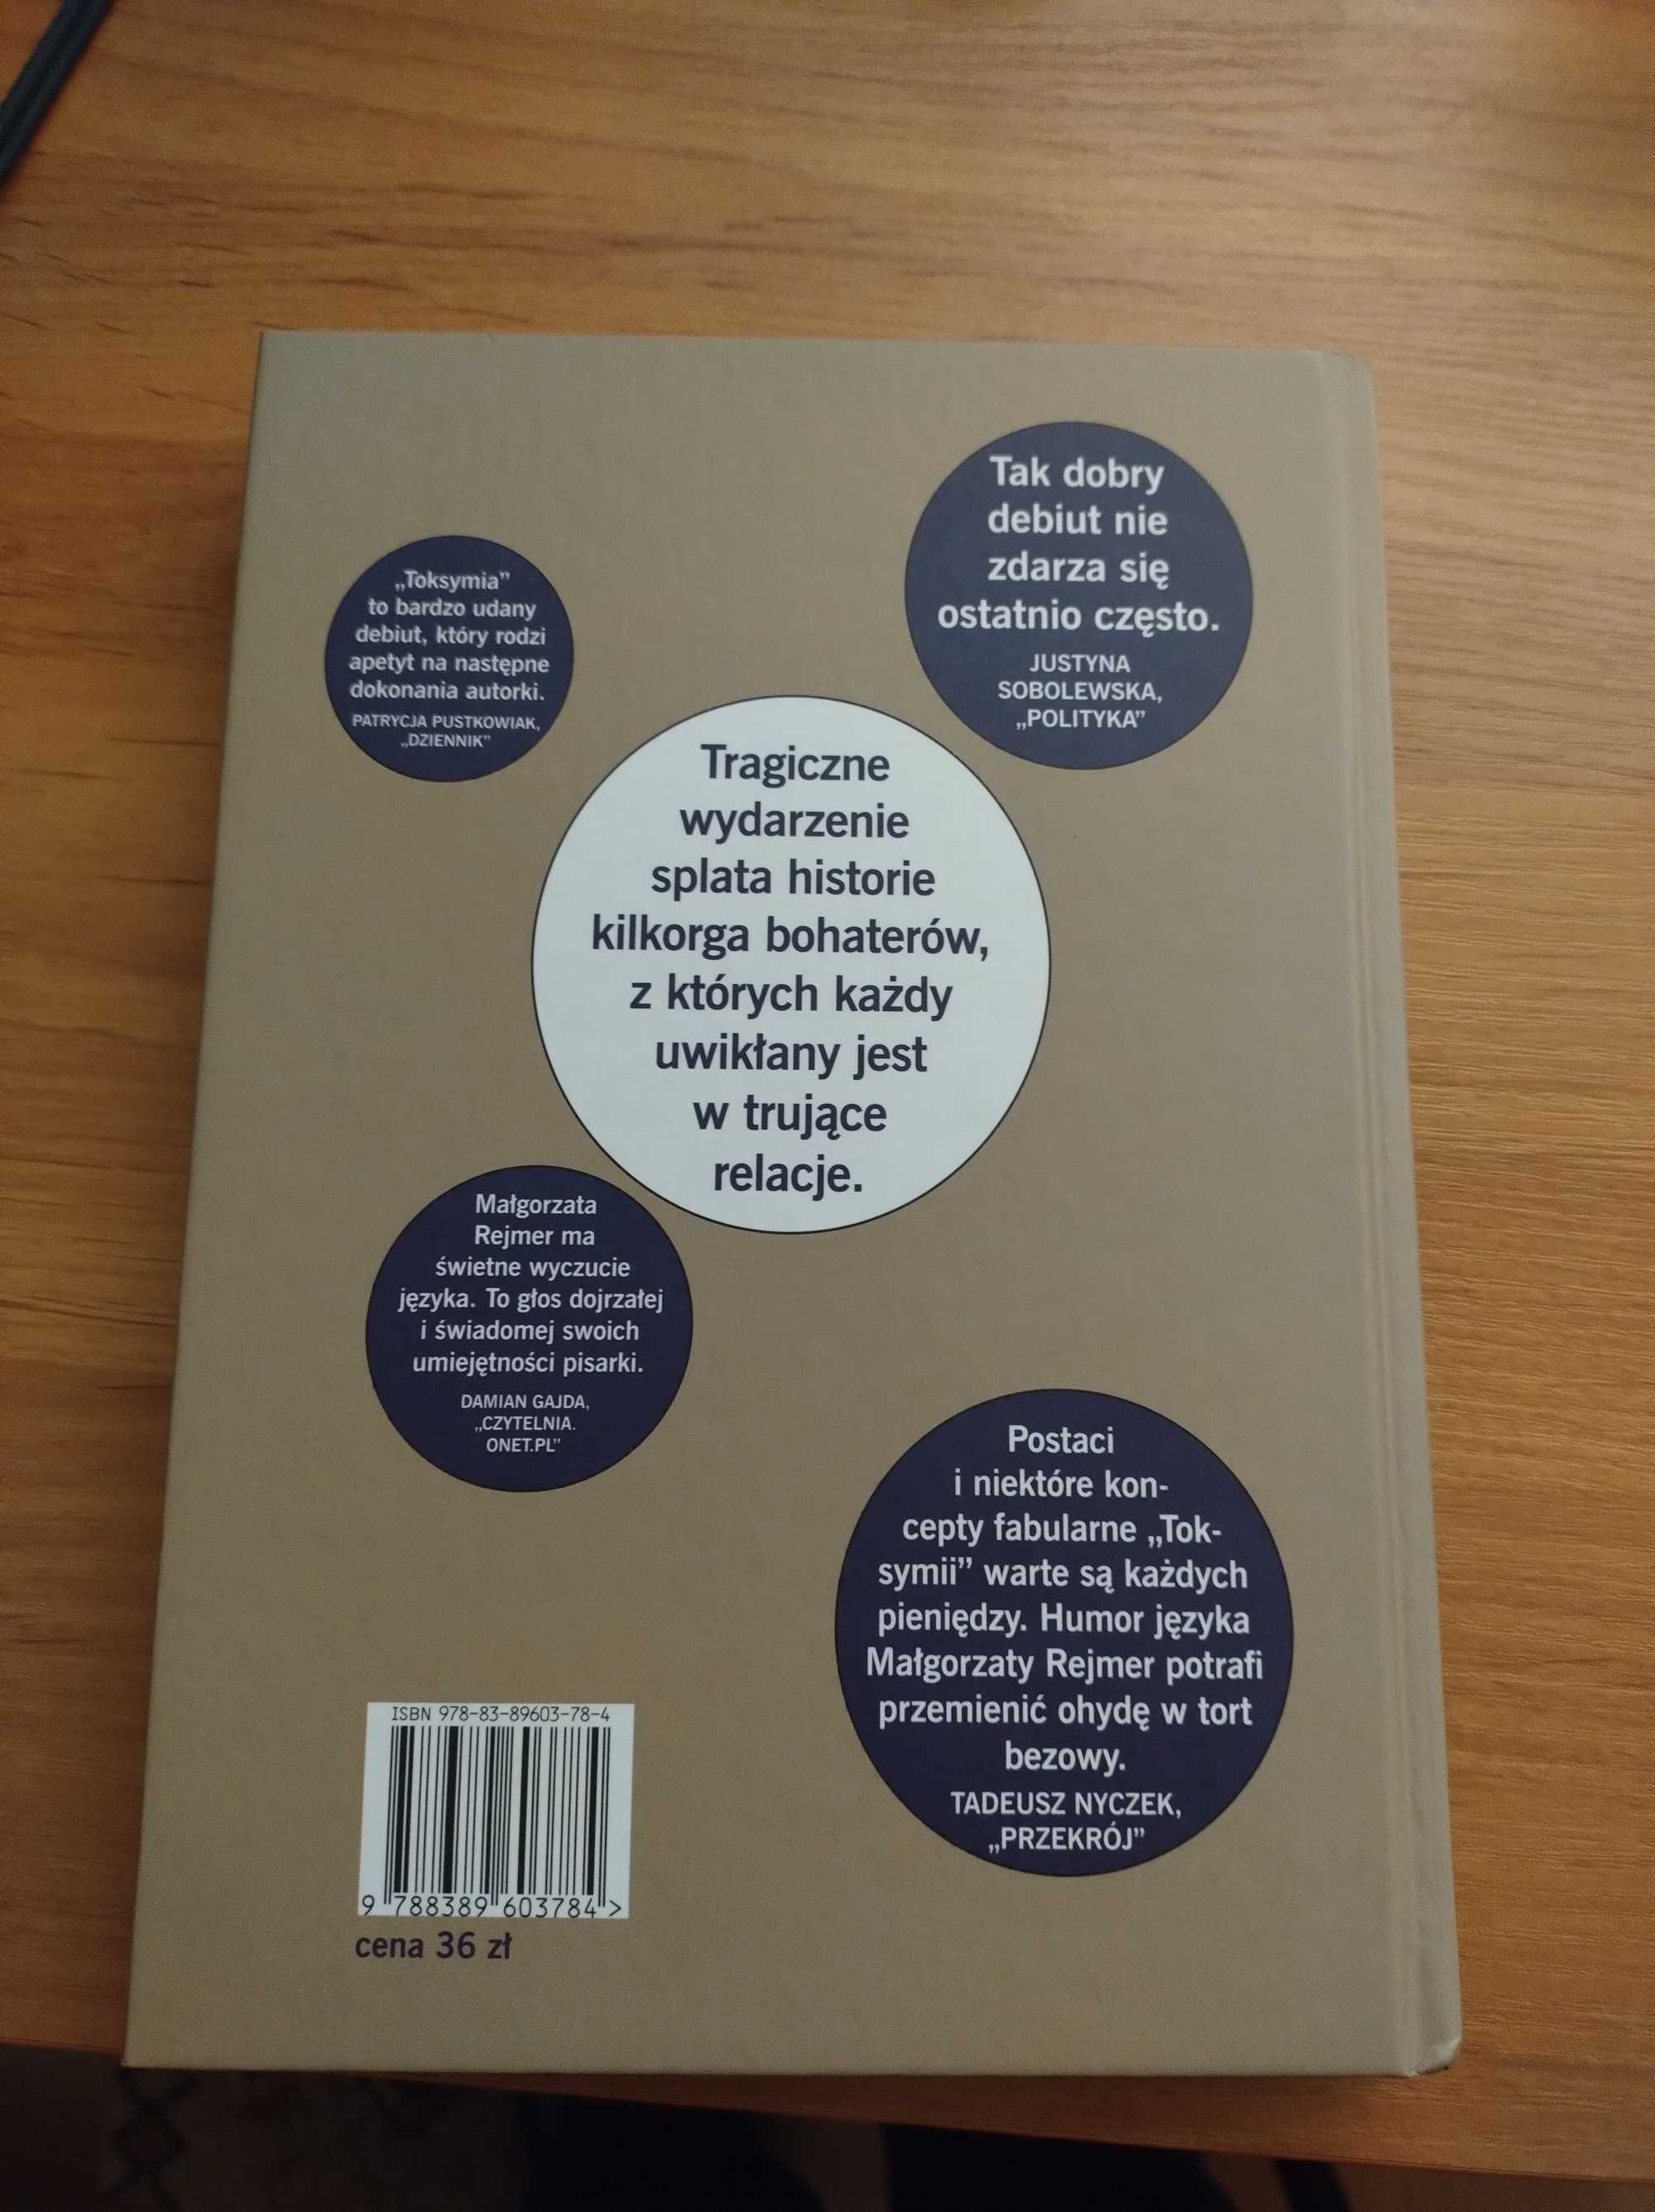 Tak dobry
debiut nie
zdarza się
ostatnio często.
JUSTYNA
SOBOLEWSKA,
„POLITYKA”
„Toksymia”
to bardzo udany
debiut, który rodzi
apetyt na następne
dokonania autorki.
PATRYCJA PUSTKOWIAK,
„DZIENNIK”
Tragiczne
wydarzenie
splata historie
kilkorga bohaterów,
z których każdy
uwikłany jest
w trujące
relacje.
Małgorzata
Rejmer ma
świetne wyczucie
języka. To głos dojrzałej
i świadomej swoich
umiejętności pisarki.
DAMIAN GAJDA,
„CZYTELNIA.
ONET.PL”
Postaci
i niektóre kon-
cepty fabularne „Tok-
symii” warte są każdych
pieniędzy. Humor języka
Małgorzaty Rejmer potrafi
przemienić ohydę w tort
bezowy.
TADEUSZ NYCZEK,
„PRZEKRÓJ”
ISBN 978-83-89603-78-4
9 788389 603784 >
cena 36 zł